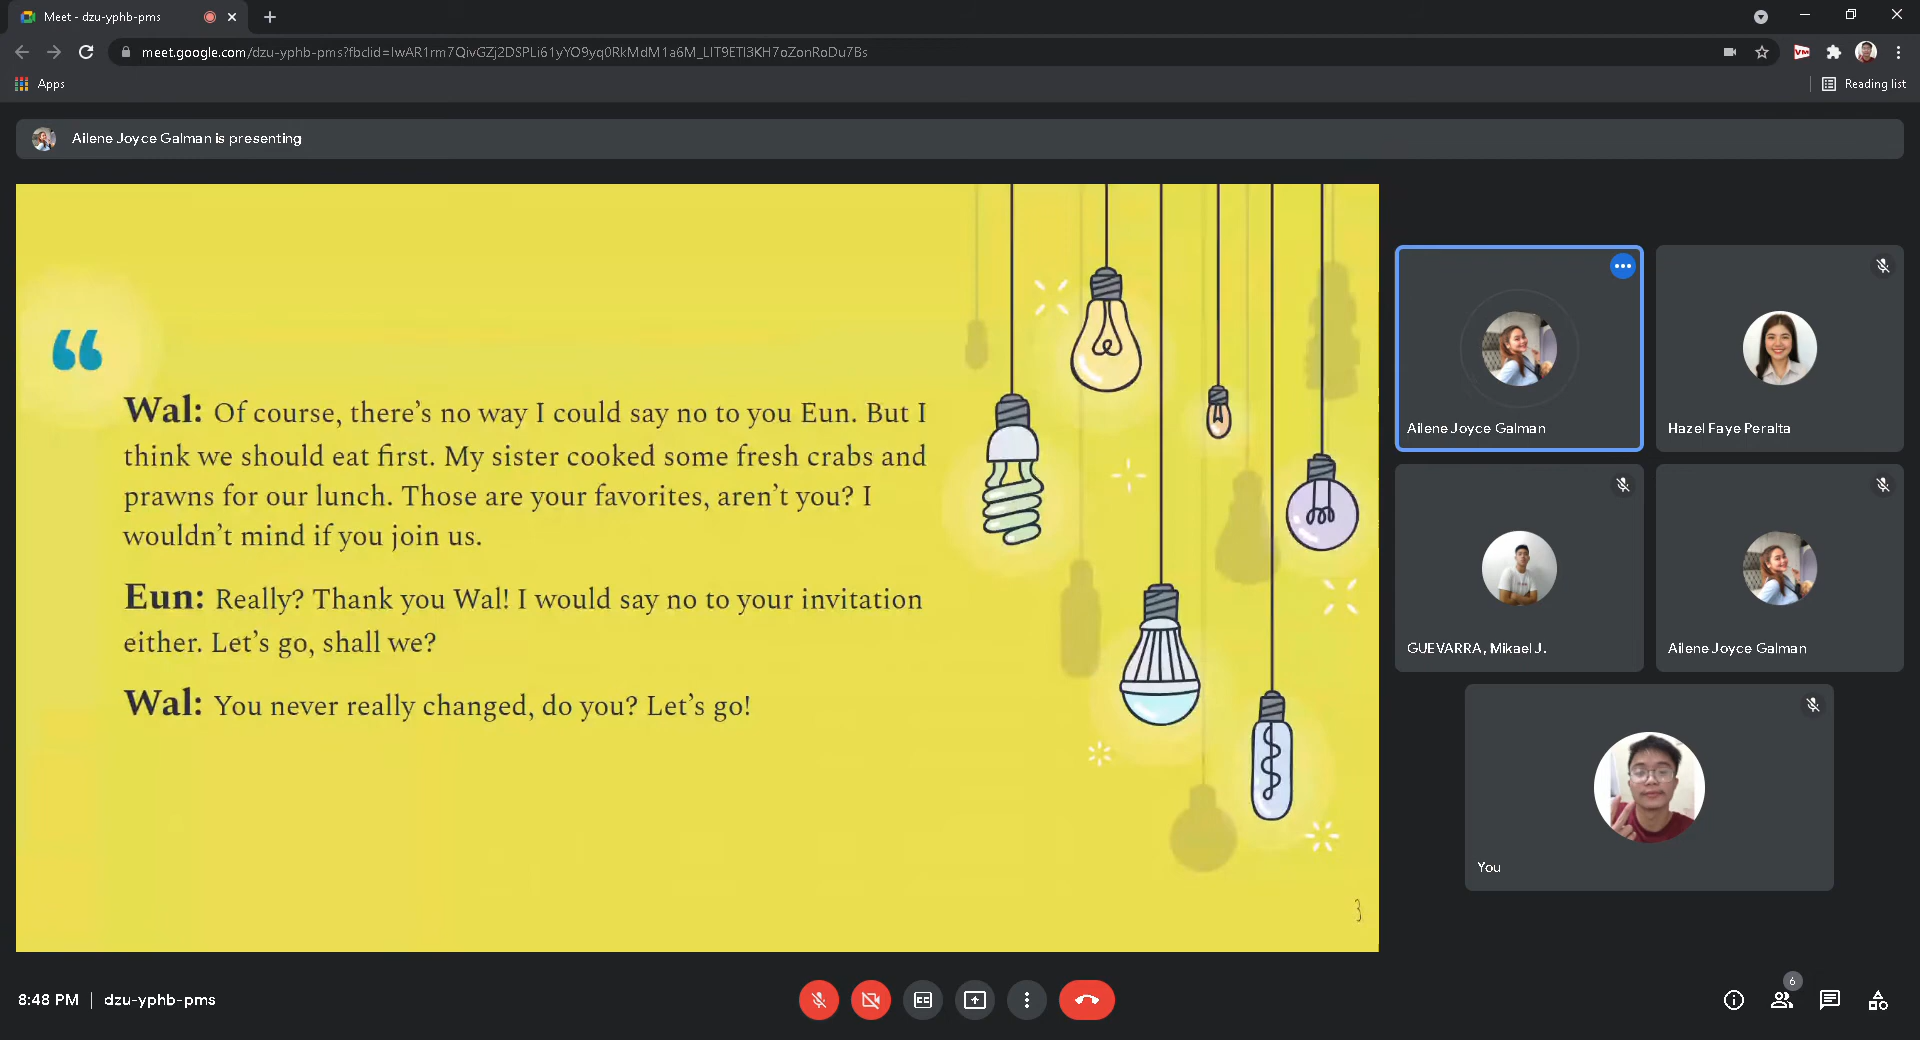 Meet - dzu-yphb-pms
meet.google.com/dzu-yphb-pms?fbclid=IwAR1rm7QivGZj2DSPLi61yYO9yq0RkMdM1a6M_LIT9ETl3KH7oZonRoDu7Bs
VM
Apps
Reading list
Ailene Joyce Galman is presenting
“
Wal: Of course, there’s no way I could say no to you Eun. But I
think we should eat first. My sister cooked some fresh crabs and
prawns for our lunch. Those are your favorites, aren’t you? I
wouldn’t mind if you join us.
Eun: Really? Thank you Wal! I would say no to your invitation
either. Let’s go, shall we?
Wal: You never really changed, do you? Let’s go!
3
Ailene Joyce Galman
Hazel Faye Peralta
GUEVARRA, Mikael J.
Ailene Joyce Galman
You
8:48 PM | dzu-yphb-pms
6